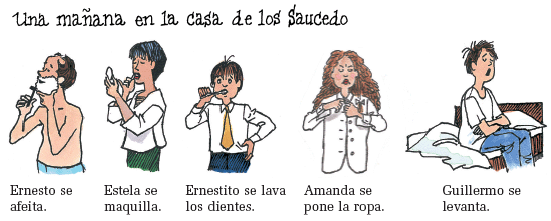 Una mañana en la casa de los Saucedo
Ernesto se
afeita.
Estela se
maquilla.
Ernestito se lava
los dientes.
Amanda se
pone la ropa.
Guillermo se
levanta.